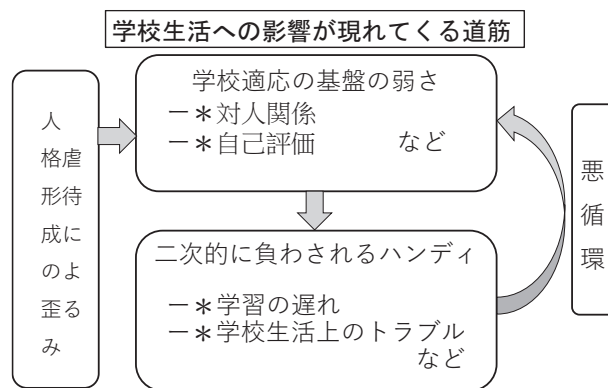 学校生活への影響が現れてくる道筋
虐待による
人格形成の歪み
学校適応の基盤の弱さ
ー＊対人関係
ー＊自己評価　など
二次的に負わされるハンディ
ー＊学習の遅れ
ー＊学校生活上のトラブル
など
悪循環